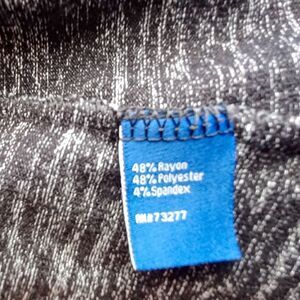 48% Rayon
48% Polyester
4% Spandex
RN# 73277